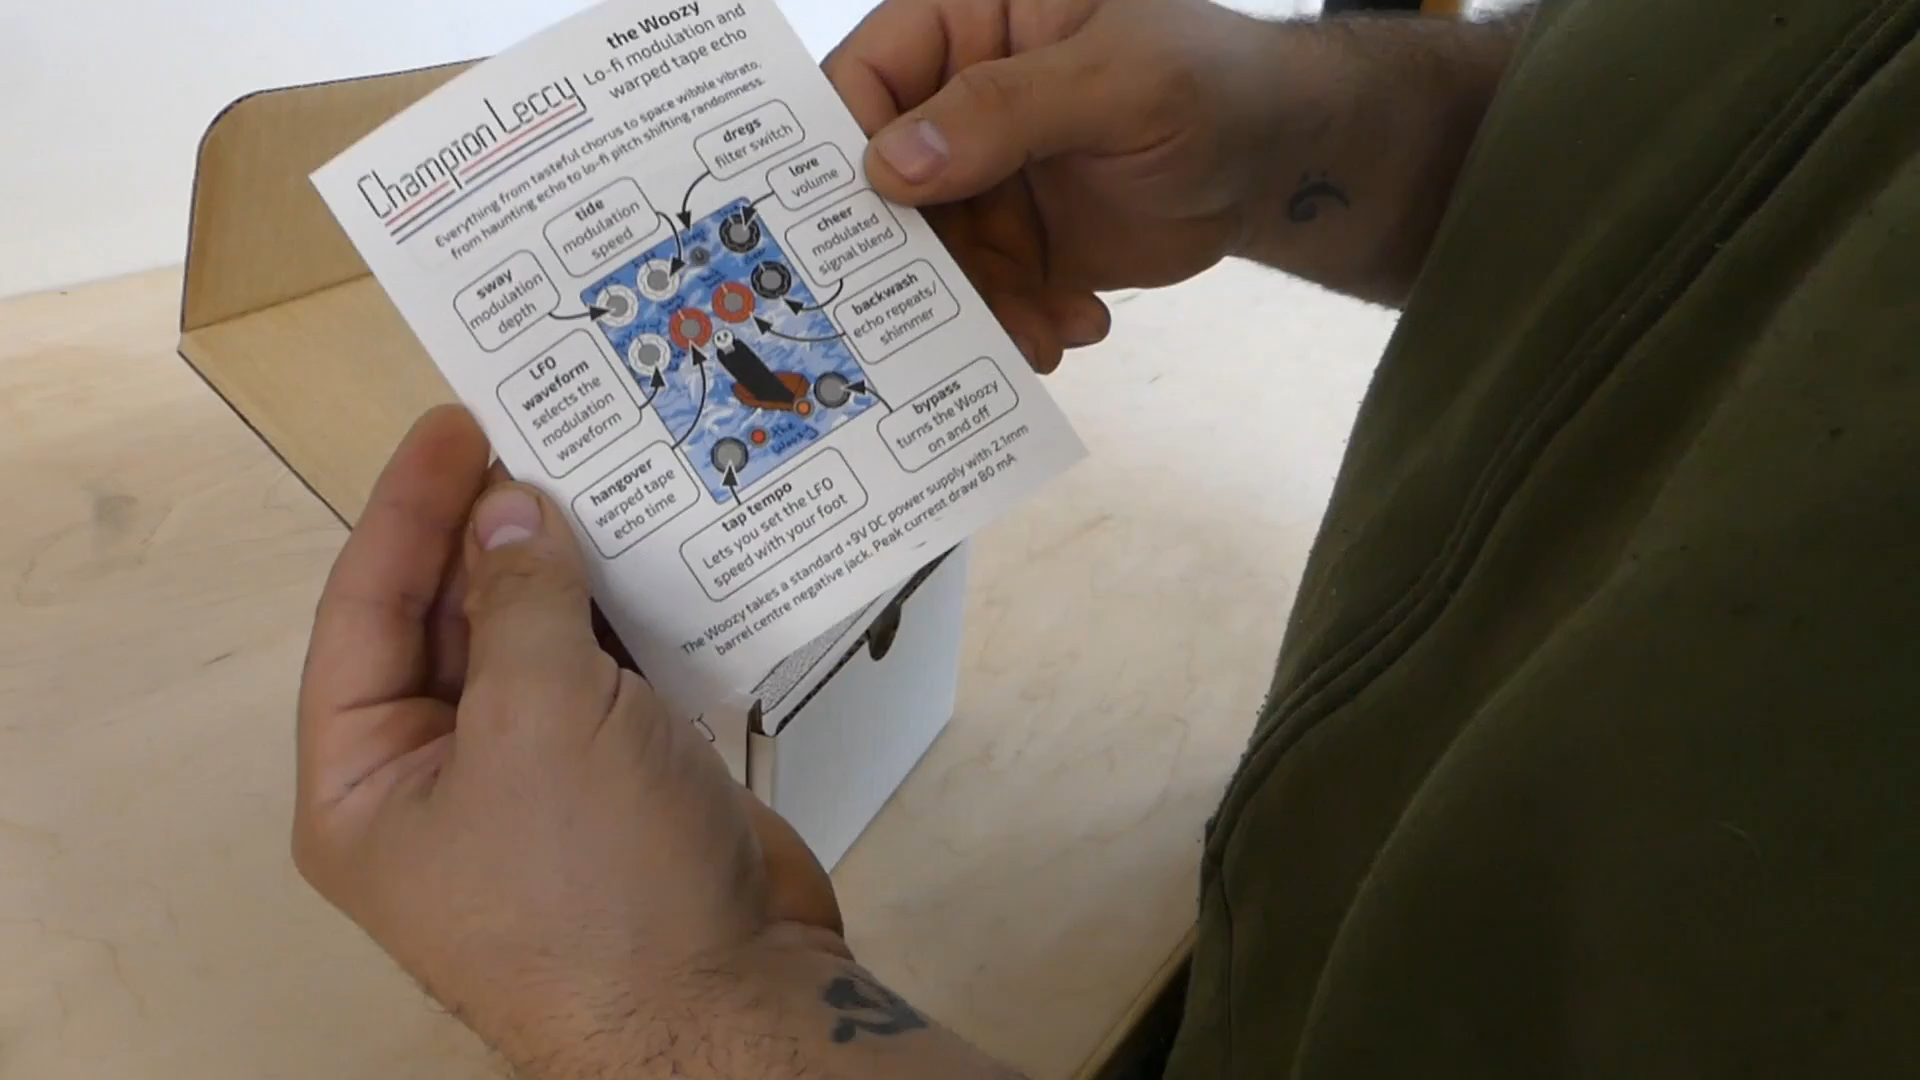 Champion Leccy
the Woozy
Lo-fi modulation and
warped tape echo
Everything from tasteful chorus to space wibble vibrato,
from haunting echo to lo-fi pitch shifting randomness.
dregs
filter switch
love
volume
tide
modulation
speed
cheer
modulated
signal blend
sway
modulation
depth
backwash
echo repeats/
shimmer
LFO
waveform
selects the
modulation
waveform
bypass
turns the Woozy
on and off
hangover
warped tape
echo time
tap tempo
Lets you set the LFO
speed with your foot
the
Woozy
The Woozy takes a standard +9V DC power supply with 2.1mm
barrel centre negative jack. Peak current draw 80 mA